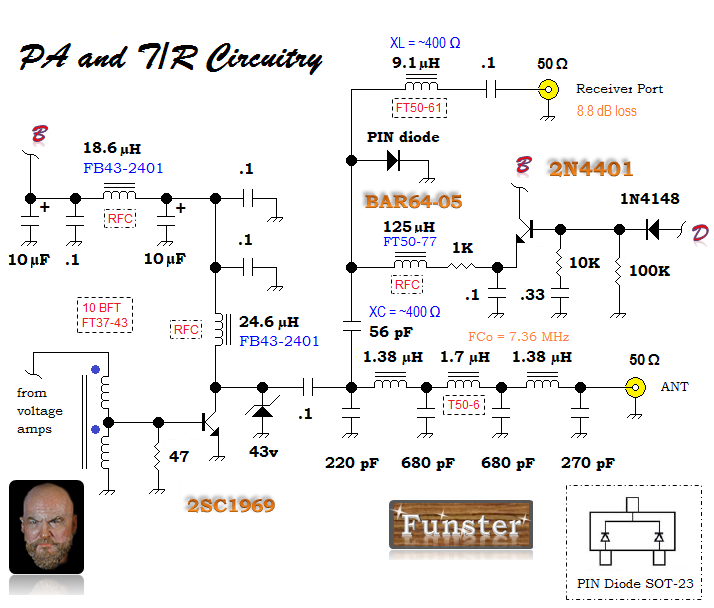 PA and T/R Circuitry
XL = ~400 Ω
9.1 µH
.1
50 Ω
FT50-61
Receiver Port
8.8 dB loss
B
18.6 µH
FB43-2401
.1
PIN diode
B
2N4401
+
RFC
+
BAR64-05
1N4148
10 µF
.1
10 µF
.1
125 µH
FT50-77
1K
D
RFC
10K
100K
.1
.33
10 BFT
FT37-43
RFC
24.6 µH
FB43-2401
XC = ~400 Ω
56 pF
FCo = 7.36 MHz
1.38 µH
1.7 µH
1.38 µH
50 Ω
from
voltage
amps
T50-6
ANT
.1
47
43v
220 pF
680 pF
680 pF
270 pF
2SC1969
Funster
PIN Diode SOT-23